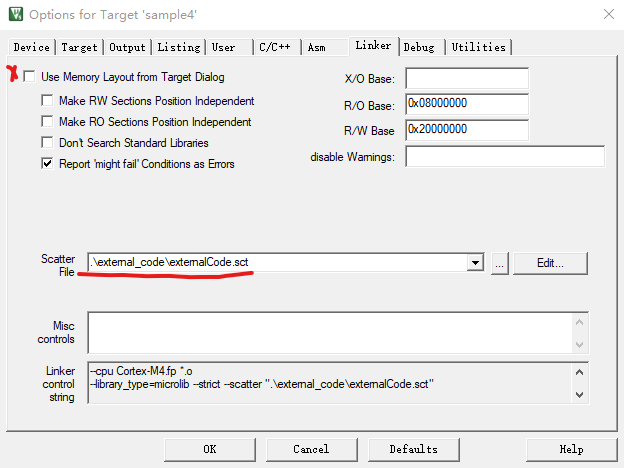 Options for Target 'sample4'
Device Target Output Listing User C/C++ Asm Linker Debug Utilities
Use Memory Layout from Target Dialog
X/O Base:
Make RW Sections Position Independent
R/O Base: 0x08000000
Make RO Sections Position Independent
R/W Base 0x20000000
Don't Search Standard Libraries
disable Warnings:
Report 'might fail' Conditions as Errors
Scatter
File
.\external_code\externalCode.sct
...
Edit...
Misc
controls
Linker
control
string
--cpu Cortex-M4.fp *.o
--library_type=microlib --strict --scatter ".\external_code\externalCode.sct"
OK Cancel Defaults Help